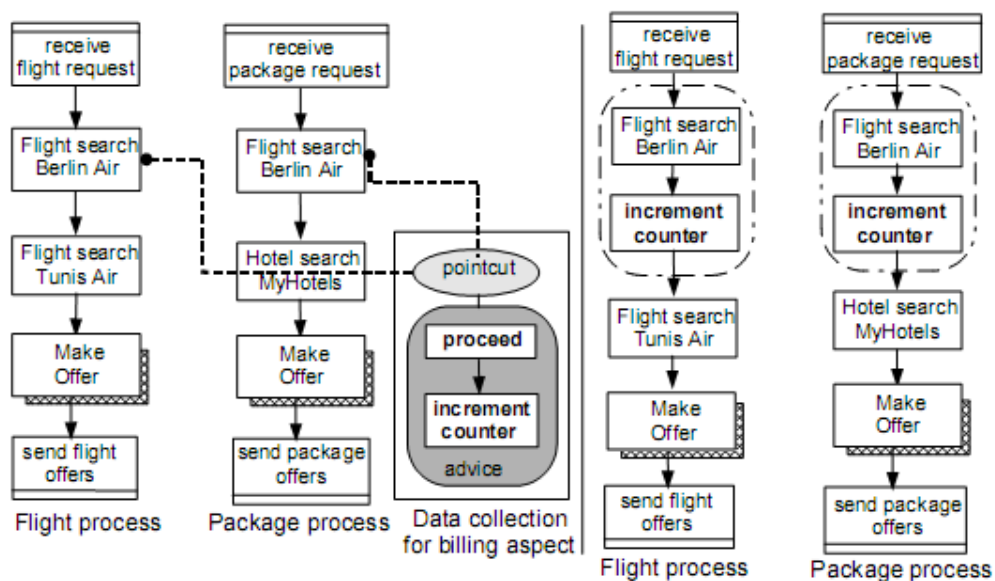 receive
flight request
Flight search
Berlin Air
Flight search
Tunis Air
Make
Offer
send flight
offers
Flight process
receive
package request
Flight search
Berlin Air
Hotel search
MyHotels
Make
Offer
send package
offers
Package process
pointcut
proceed
increment
counter
advice
Data collection
for billing aspect
receive
flight request
Flight search
Berlin Air
increment
counter
Flight search
Tunis Air
Make
Offer
send flight
offers
Flight process
receive
package request
Flight search
Berlin Air
increment
counter
Hotel search
MyHotels
Make
Offer
send package
offers
Package process